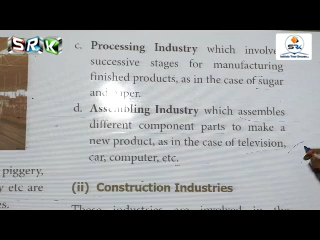 SRK
SRK
c. Processing Industry which involves
successive stages for manufacturing
finished products, as in the case of sugar
and paper.
d. Assembling Industry which assembles
different component parts to make a
new product, as in the case of television,
car, computer, etc.
piggery,
etc are
(ii) Construction Industries
These industries are involved in the